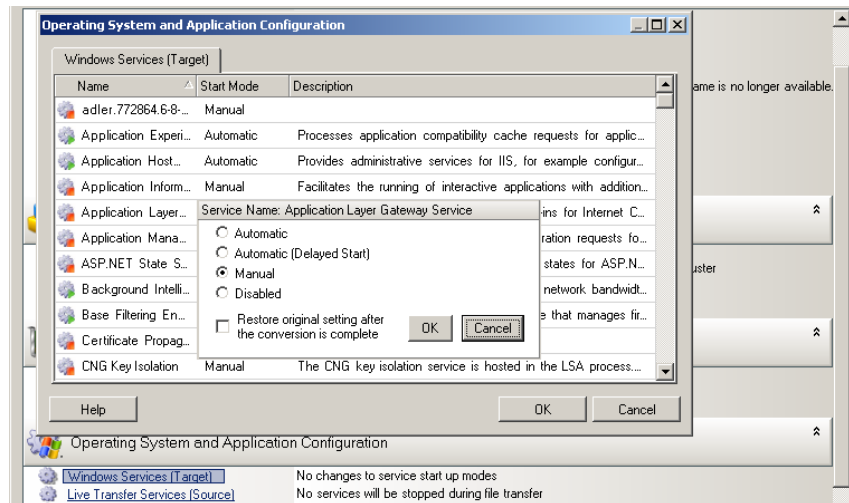 Operating System and Application Configuration
Windows Services (Target)
Name Start Mode Description
adler.772864.6-8-... Manual
Application Experi... Automatic Processes application compatibility cache requests for applic...
Application Host... Automatic Provides administrative services for IIS, for example configur...
Application Inform... Manual Facilitates the running of interactive applications with addition...
Application Layer... -ins for Internet C...
Application Mana... ration requests fo...
ASP.NET State S... states for ASP.N...
Background Intelli... network bandwidt...
Base Filtering En... e that manages fir...
Certificate Propag...
CNG Key Isolation Manual The CNG key isolation service is hosted in the LSA process....
Service Name: Application Layer Gateway Service
Automatic
Automatic (Delayed Start)
Manual
Disabled
Restore original setting after
the conversion is complete
OK Cancel
Help OK Cancel
ame is no longer available.
uster
Operating System and Application Configuration
Windows Services (Target) No changes to service start up modes
Live Transfer Services (Source) No services will be stopped during file transfer